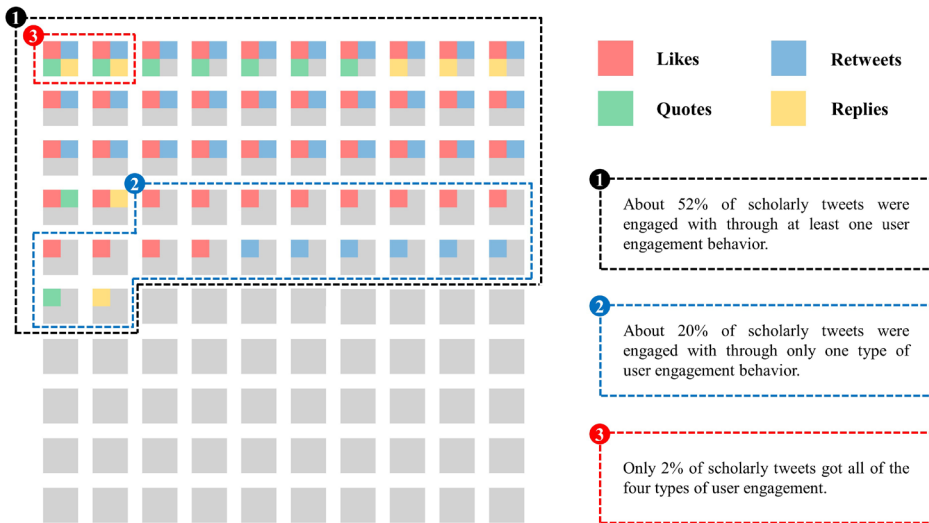 1
3
2
Likes
Retweets
Quotes
Replies
1
About 52% of scholarly tweets were
engaged with through at least one user
engagement behavior.
2
About 20% of scholarly tweets were
engaged with through only one type of
user engagement behavior.
3
Only 2% of scholarly tweets got all of the
four types of user engagement.